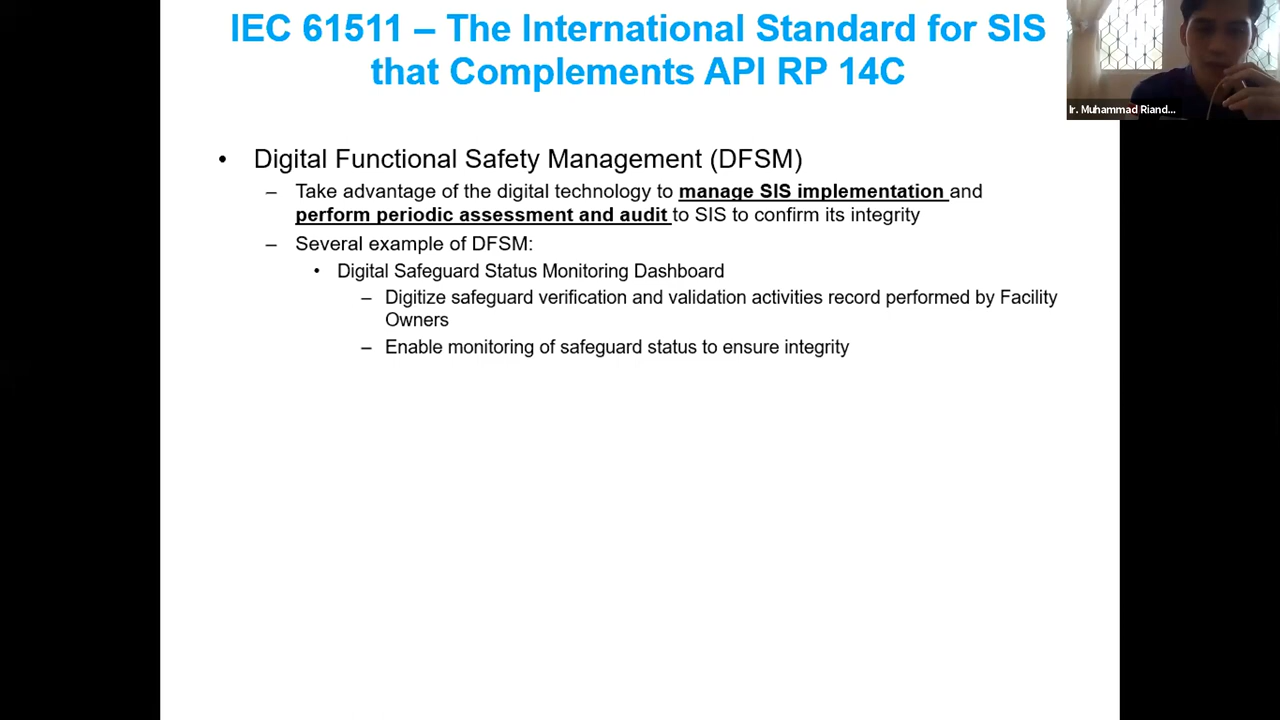 IEC 61511 – The International Standard for SIS
that Complements API RP 14C
Ir. Muhammad Riand...
• Digital Functional Safety Management (DFSM)
– Take advantage of the digital technology to manage SIS implementation and
perform periodic assessment and audit to SIS to confirm its integrity
– Several example of DFSM:
• Digital Safeguard Status Monitoring Dashboard
– Digitize safeguard verification and validation activities record performed by Facility
Owners
– Enable monitoring of safeguard status to ensure integrity